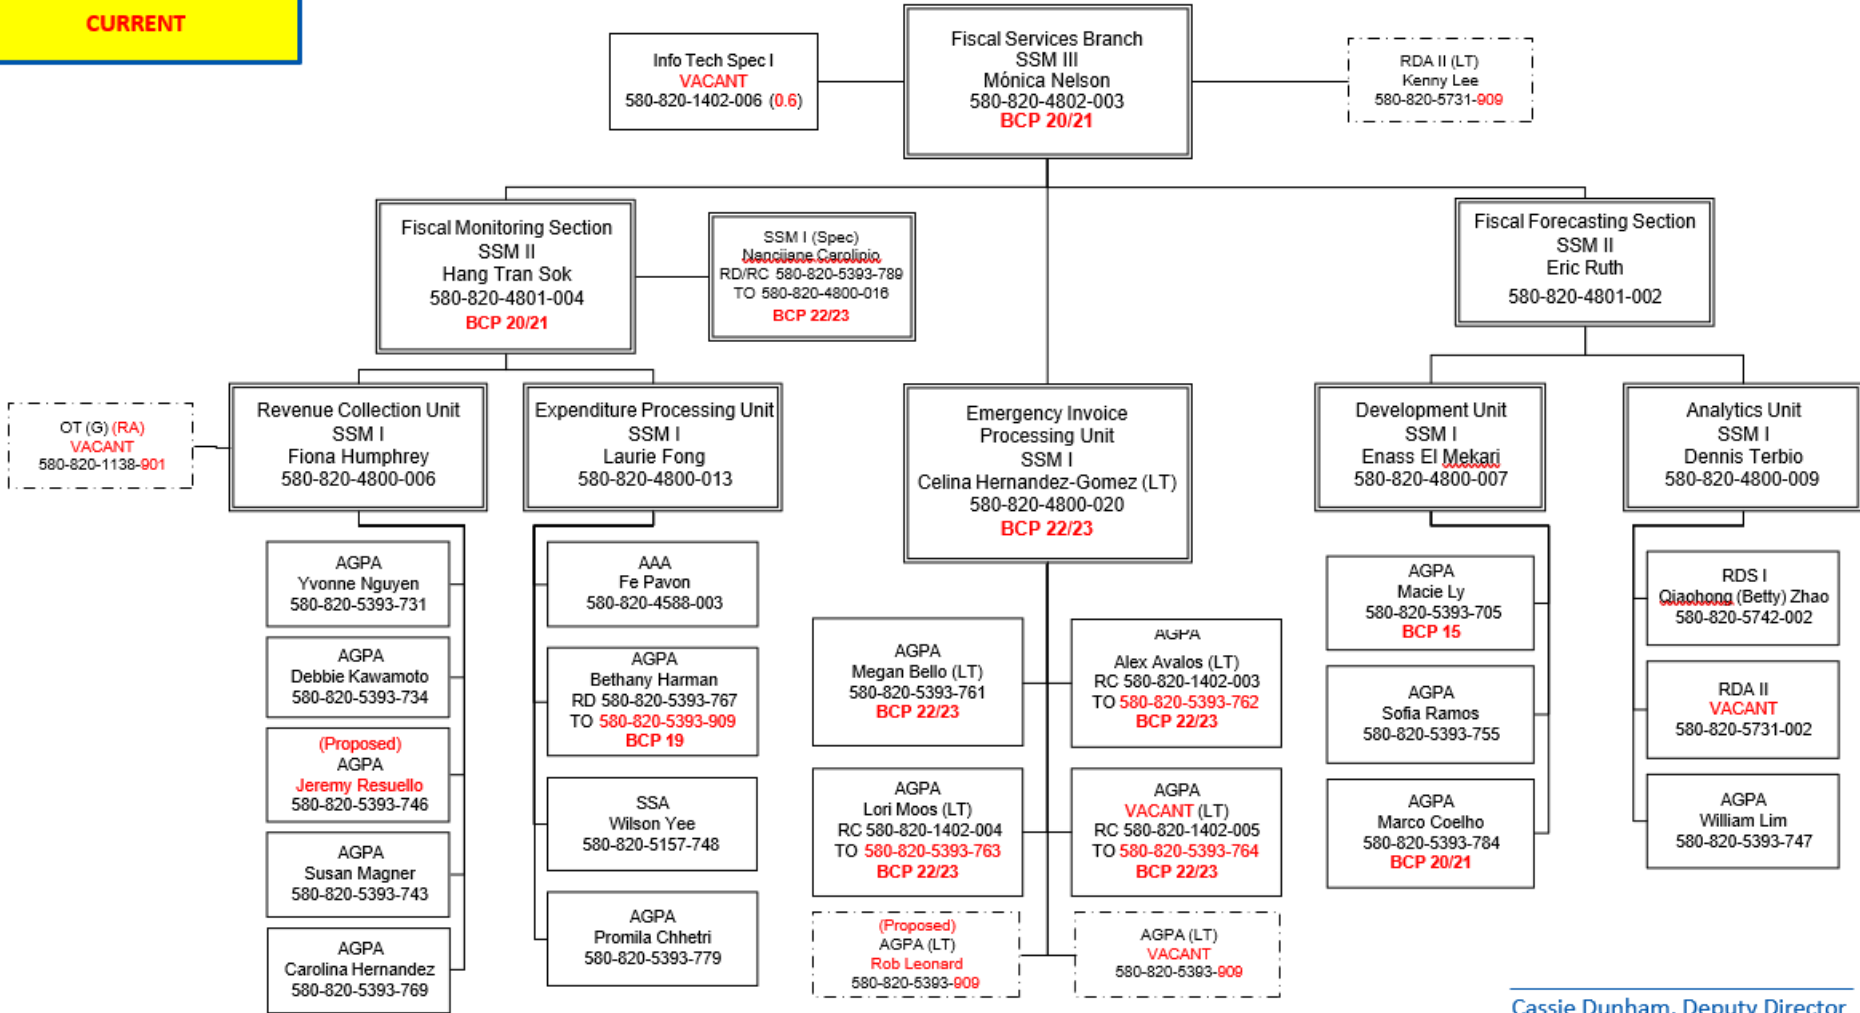 CURRENT
Info Tech Spec I
VACANT
580-820-1402-006 (0.6)
Fiscal Services Branch
SSM III
Mónica Nelson
580-820-4802-003
BCP 20/21
RDA II (LT)
Kenny Lee
580-820-5731-909
Fiscal Monitoring Section
SSM II
Hang Tran Sok
580-820-4801-004
BCP 20/21
SSM I (Spec)
Nancijane Carolipio
RD/RC 580-820-5393-789
TO 580-820-4800-016
BCP 22/23
Fiscal Forecasting Section
SSM II
Eric Ruth
580-820-4801-002
OT (G) (RA)
VACANT
580-820-1138-901
Revenue Collection Unit
SSM I
Fiona Humphrey
580-820-4800-006
Expenditure Processing Unit
SSM I
Laurie Fong
580-820-4800-013
Emergency Invoice
Processing Unit
SSM I
Celina Hernandez-Gomez (LT)
580-820-4800-020
BCP 22/23
Development Unit
SSM I
Enass El Mekari
580-820-4800-007
Analytics Unit
SSM I
Dennis Terbio
580-820-4800-009
AGPA
Yvonne Nguyen
580-820-5393-731
AGPA
Debbie Kawamoto
580-820-5393-734
(Proposed)
AGPA
Jeremy Resuello
580-820-5393-746
AGPA
Susan Magner
580-820-5393-743
AGPA
Carolina Hernandez
580-820-5393-769
AAA
Fe Pavon
580-820-4588-003
AGPA
Bethany Harman
RD 580-820-5393-767
TO 580-820-5393-909
BCP 19
SSA
Wilson Yee
580-820-5157-748
AGPA
Promila Chhetri
580-820-5393-779
AGPA
Megan Bello (LT)
580-820-5393-761
BCP 22/23
AGPA
Alex Avalos (LT)
RC 580-820-1402-003
TO 580-820-5393-762
BCP 22/23
AGPA
Lori Moos (LT)
RC 580-820-1402-004
TO 580-820-5393-763
BCP 22/23
AGPA
VACANT (LT)
RC 580-820-1402-005
TO 580-820-5393-764
BCP 22/23
(Proposed)
AGPA (LT)
Rob Leonard
580-820-5393-909
AGPA (LT)
VACANT
580-820-5393-909
AGPA
Macie Ly
580-820-5393-705
BCP 15
AGPA
Sofia Ramos
580-820-5393-755
AGPA
Marco Coelho
580-820-5393-784
BCP 20/21
RDS I
Qiaohong (Betty) Zhao
580-820-5742-002
RDA II
VACANT
580-820-5731-002
AGPA
William Lim
580-820-5393-747
Cassie Dunham, Deputy Director